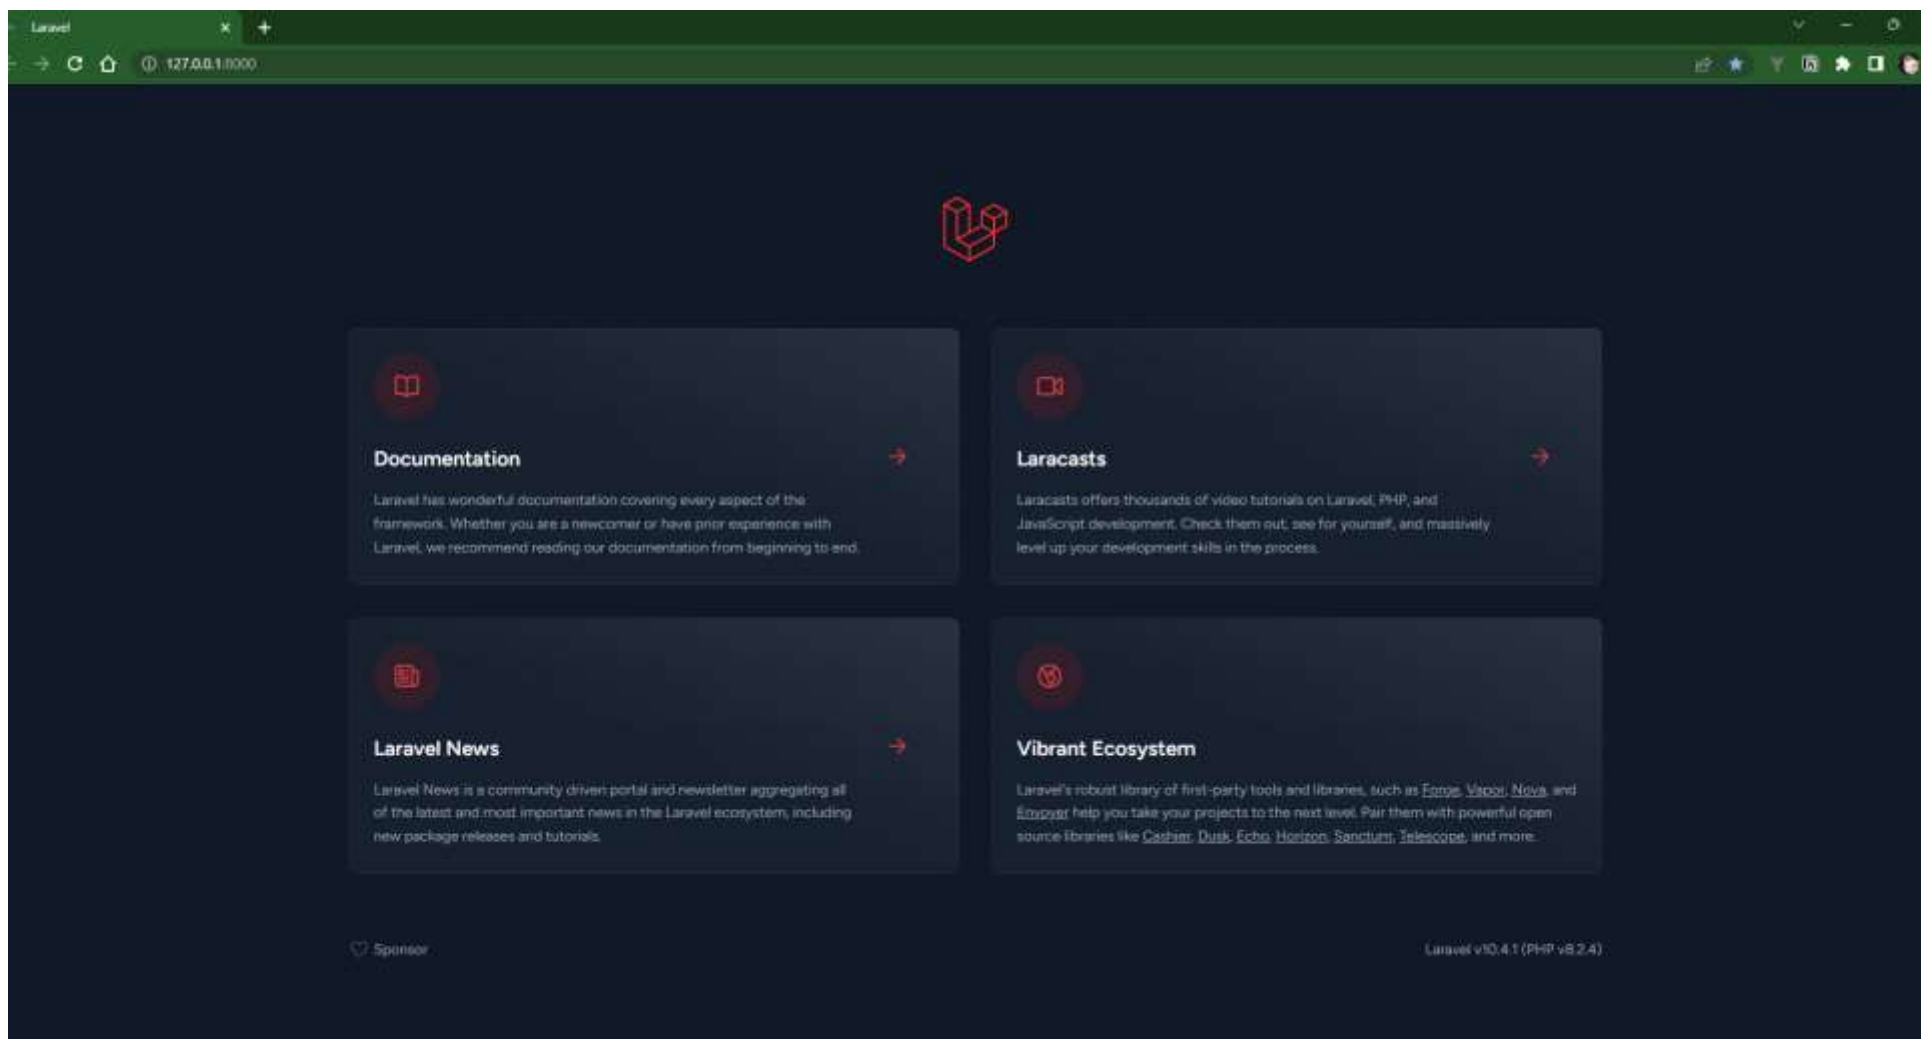 Laravel
127.0.0.1:8000
Documentation
Laravel has wonderful documentation covering every aspect of the
framework. Whether you are a newcomer or have prior experience with
Laravel, we recommend reading our documentation from beginning to end.
Laracasts
Laracasts offers thousands of video tutorials on Laravel, PHP, and
JavaScript development. Check them out, see for yourself, and massively
level up your development skills in the process.
Laravel News
Laravel News is a community driven portal and newsletter aggregating all
of the latest and most important news in the Laravel ecosystem, including
new package releases and tutorials.
Vibrant Ecosystem
Laravel's robust library of first-party tools and libraries, such as Forge, Vapor, Nova, and
Envoyer help you take your projects to the next level. Pair them with powerful open
source libraries like Cashier, Dusk, Echo, Horizon, Sanctum, Telescope, and more.
Sponsor
Laravel v10.4.1 (PHP v8.2.4)